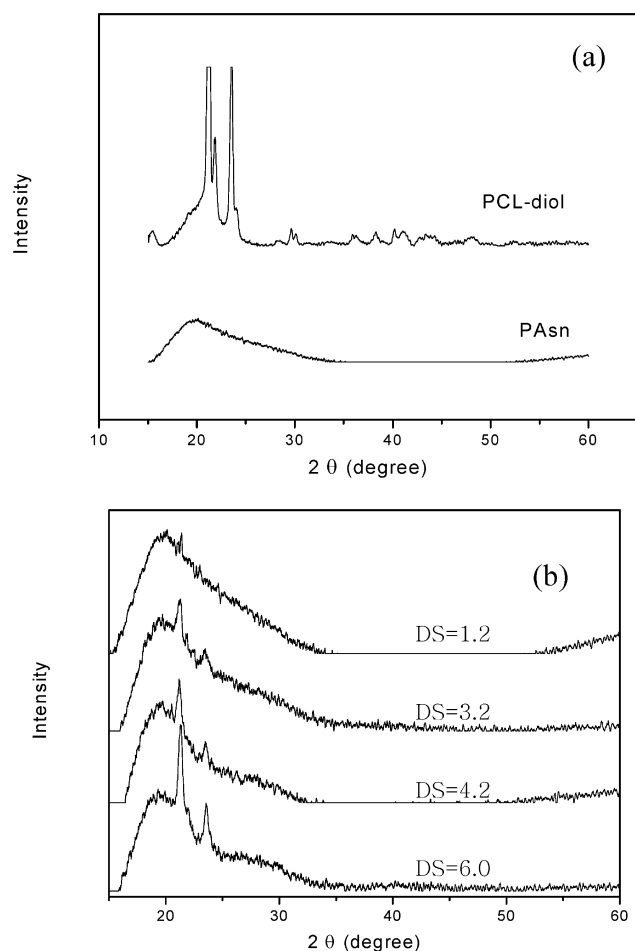 (a)
Intensity
PCL-diol
PAsn
10 20 30 40 50 60
2 θ (degree)
(b)
Intensity
DS=1.2
DS=3.2
DS=4.2
DS=6.0
20 30 40 50 60
2 θ (degree)